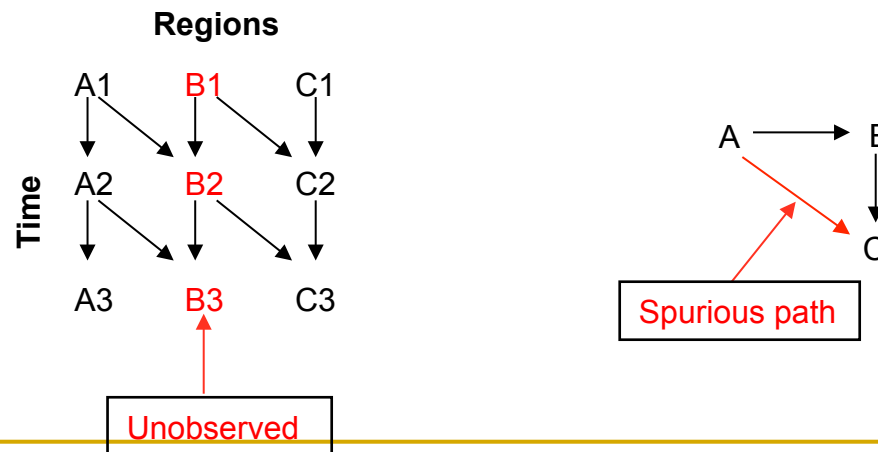 Regions
Time
A1 B1 C1
A2 B2 C2
A3 B3 C3
Unobserved
A
C
Spurious path